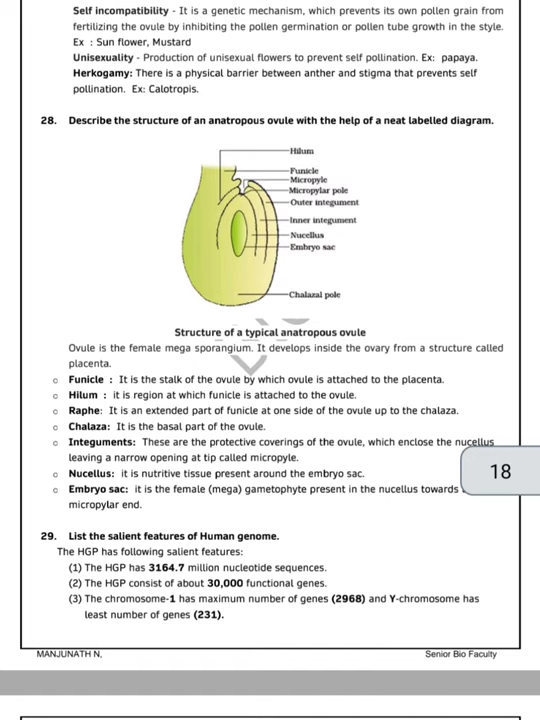 Self incompatibility - It is a genetic mechanism, which prevents its own pollen grain from
fertilizing the ovule by inhibiting the pollen germination or pollen tube growth in the style.
Ex : Sun flower, Mustard
Unisexuality - Production of unisexual flowers to prevent self pollination. Ex: papaya.
Herkogamy: There is a physical barrier between anther and stigma that prevents self
pollination. Ex: Calotropis.
28. Describe the structure of an anatropous ovule with the help of a neat labelled diagram.
Hilum
Funicle
Micropyle
Micropylar pole
Outer integument
Inner integument
Nucellus
Embryo sac
Chalazal pole
Structure of a typical anatropous ovule
Ovule is the female mega sporangium. It develops inside the ovary from a structure called
placenta.
o Funicle : It is the stalk of the ovule by which ovule is attached to the placenta.
o Hilum : it is region at which funicle is attached to the ovule.
o Raphe: It is an extended part of funicle at one side of the ovule up to the chalaza.
o Chalaza: It is the basal part of the ovule.
o Integuments: These are the protective coverings of the ovule, which enclose the nucellus
leaving a narrow opening at tip called micropyle.
o Nucellus: it is nutritive tissue present around the embryo sac.
o Embryo sac: it is the female (mega) gametophyte present in the nucellus towards
micropylar end.
18
29. List the salient features of Human genome.
The HGP has following salient features:
(1) The HGP has 3164.7 million nucleotide sequences.
(2) The HGP consist of about 30,000 functional genes.
(3) The chromosome-1 has maximum number of genes (2968) and Y-chromosome has
least number of genes (231).
MANJUNATH N, Senior Bio Faculty